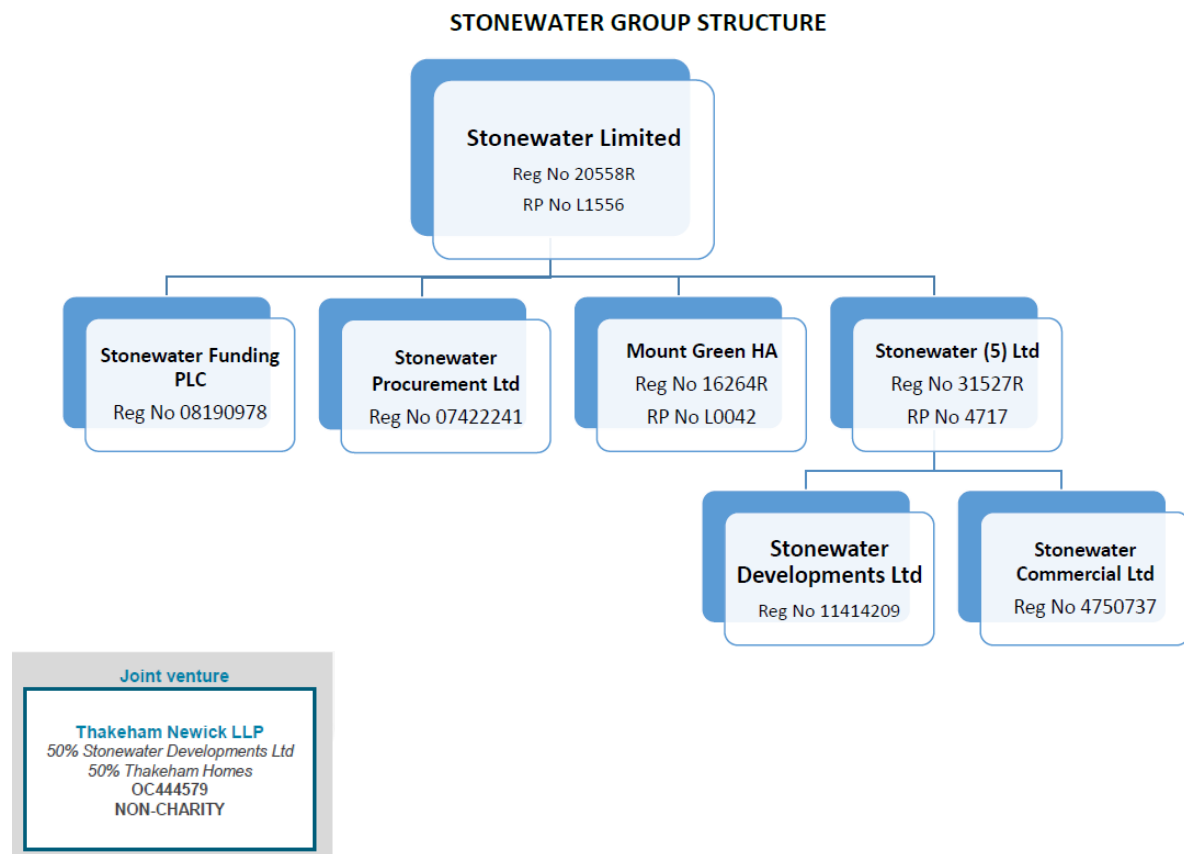 STONEWATER GROUP STRUCTURE
Stonewater Limited
Reg No 20558R
RP No L1556
Stonewater Funding
PLC
Reg No 08190978
Stonewater
Procurement Ltd
Reg No 07422241
Mount Green HA
Reg No 16264R
RP No L0042
Stonewater (5) Ltd
Reg No 31527R
RP No 4717
Stonewater
Developments Ltd
Reg No 11414209
Stonewater
Commercial Ltd
Reg No 4750737
Joint venture
Thakeham Newick LLP
50% Stonewater Developments Ltd
50% Thakeham Homes
OC444579
NON-CHARITY